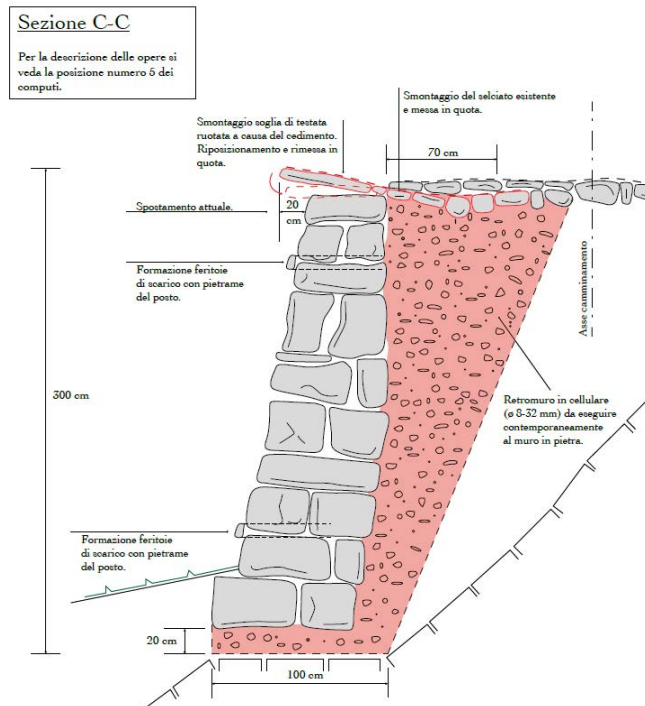 Sezione C-C
Per la descrizione delle opere si
veda la posizione numero 5 dei
computi.
Smontaggio del selciato esistente
e messa in quota.
Smontaggio soglia di testata
ruotata a causa del cedimento.
Riposizionamento e rimessa in
quota.
70 cm
Spostamento attuale.
20
cm
Formazione feritoie
di scarico con pietrame
del posto.
Asse camminamento
300 cm
Retromuro in cellulare
(ø 8-32 mm) da eseguire
contemporaneamente
al muro in pietra.
Formazione feritoie
di scarico con pietrame
del posto.
20 cm
100 cm